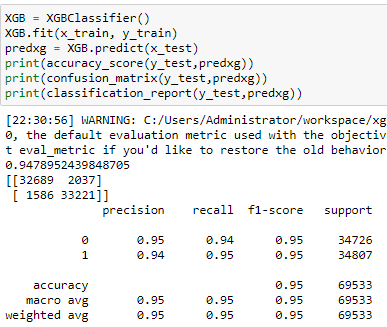 XGB = XGBClassifier()
XGB.fit(x_train, y_train)
predxg = XGB.predict(x_test)
print(accuracy_score(y_test,predxg))
print(confusion_matrix(y_test,predxg))
print(classification_report(y_test,predxg))
[22:30:56] WARNING: C:/Users/Administrator/workspace/xg
0, the default evaluation metric used with the objectiv
t eval_metric if you'd like to restore the old behavior
0.9478952439848705
[[32689 2037]
[ 1586 33221]]
precision recall f1-score support
0 0.95 0.94 0.95 34726
1 0.94 0.95 0.95 34807
accuracy 0.95 69533
macro avg 0.95 0.95 0.95 69533
weighted avg 0.95 0.95 0.95 69533